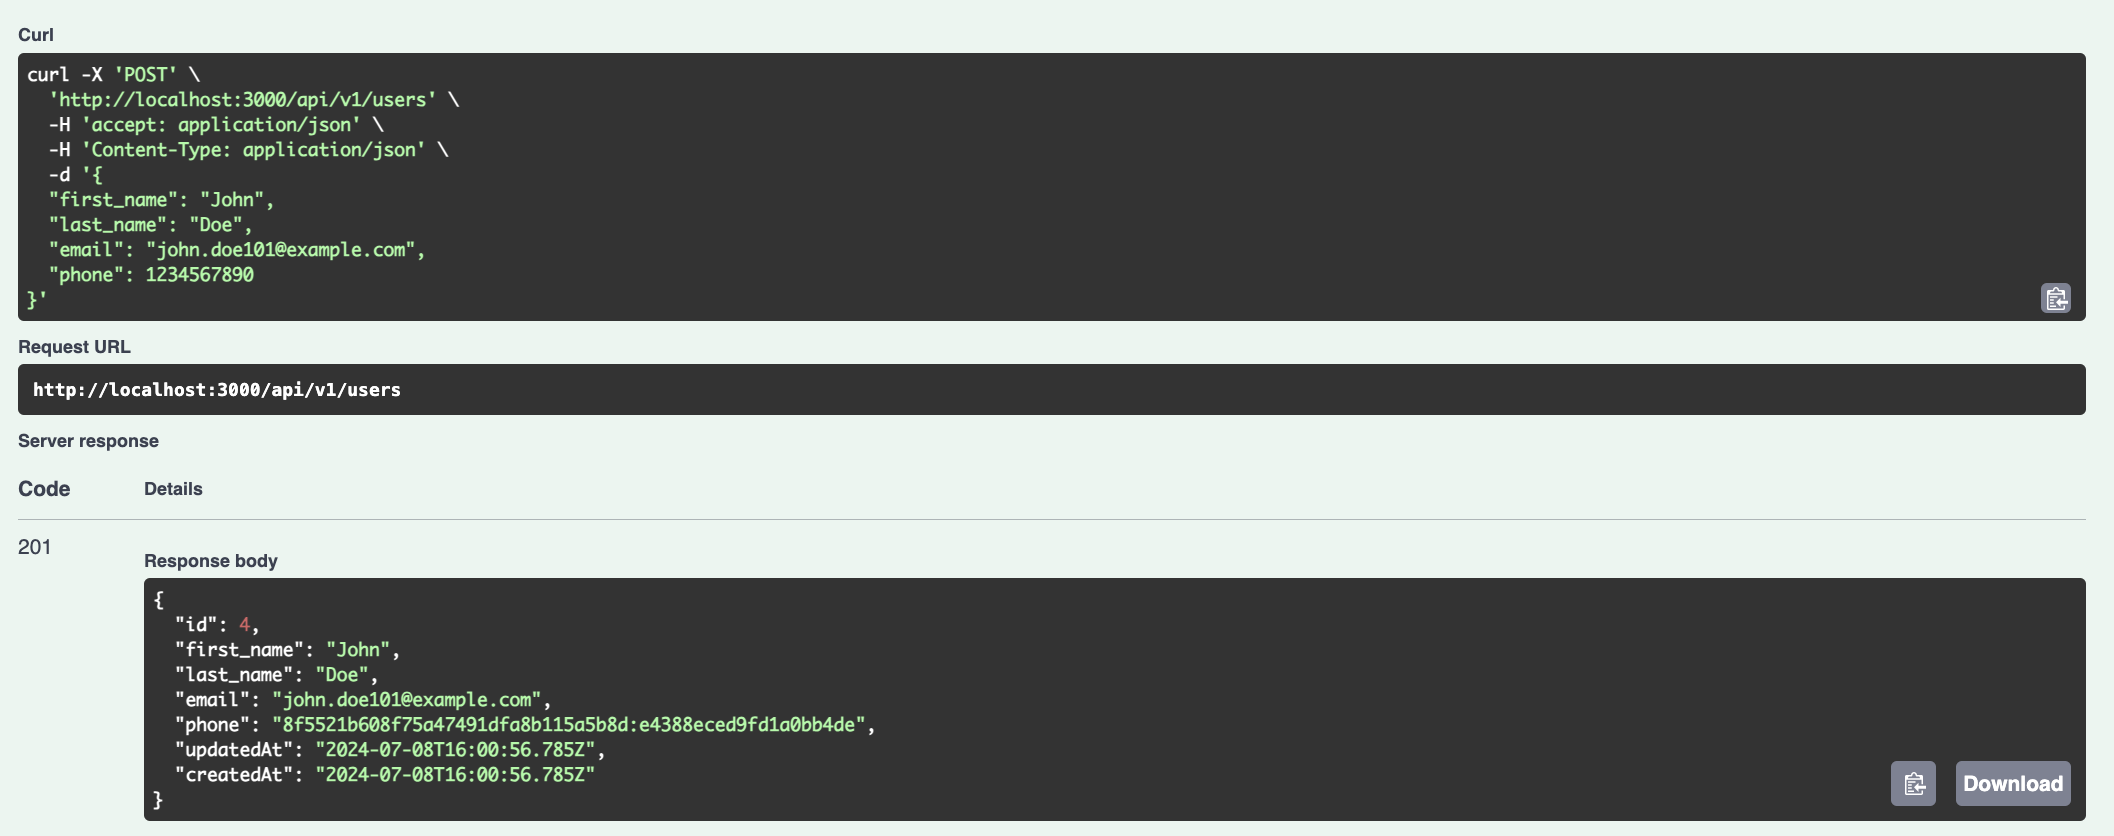 Curl
curl -X 'POST' \
  'http://localhost:3000/api/v1/users' \
  -H 'accept: application/json' \
  -H 'Content-Type: application/json' \
  -d '{
  "first_name": "John",
  "last_name": "Doe",
  "email": "john.doe101@example.com",
  "phone": 1234567890
}'
Request URL
http://localhost:3000/api/v1/users
Server response
Code Details
201
Response body
{
  "id": 4,
  "first_name": "John",
  "last_name": "Doe",
  "email": "john.doe101@example.com",
  "phone": "8f5521b608f75a47491dfa8b115a5b8d:e4388eced9fd1a0bb4de",
  "updatedAt": "2024-07-08T16:00:56.785Z",
  "createdAt": "2024-07-08T16:00:56.785Z"
}
Download